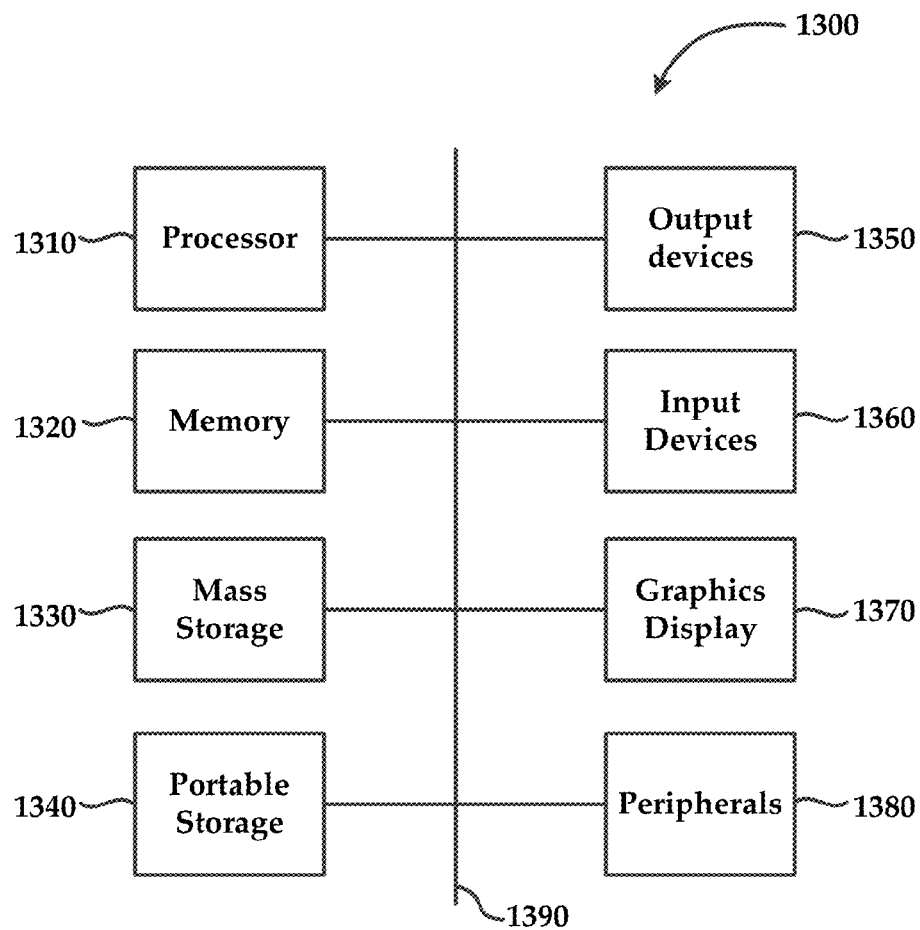 1300
1310
Processor
Output
devices
1350
1320
Memory
Input
Devices
1360
1330
Mass
Storage
Graphics
Display
1370
1340
Portable
Storage
Peripherals
1380
1390